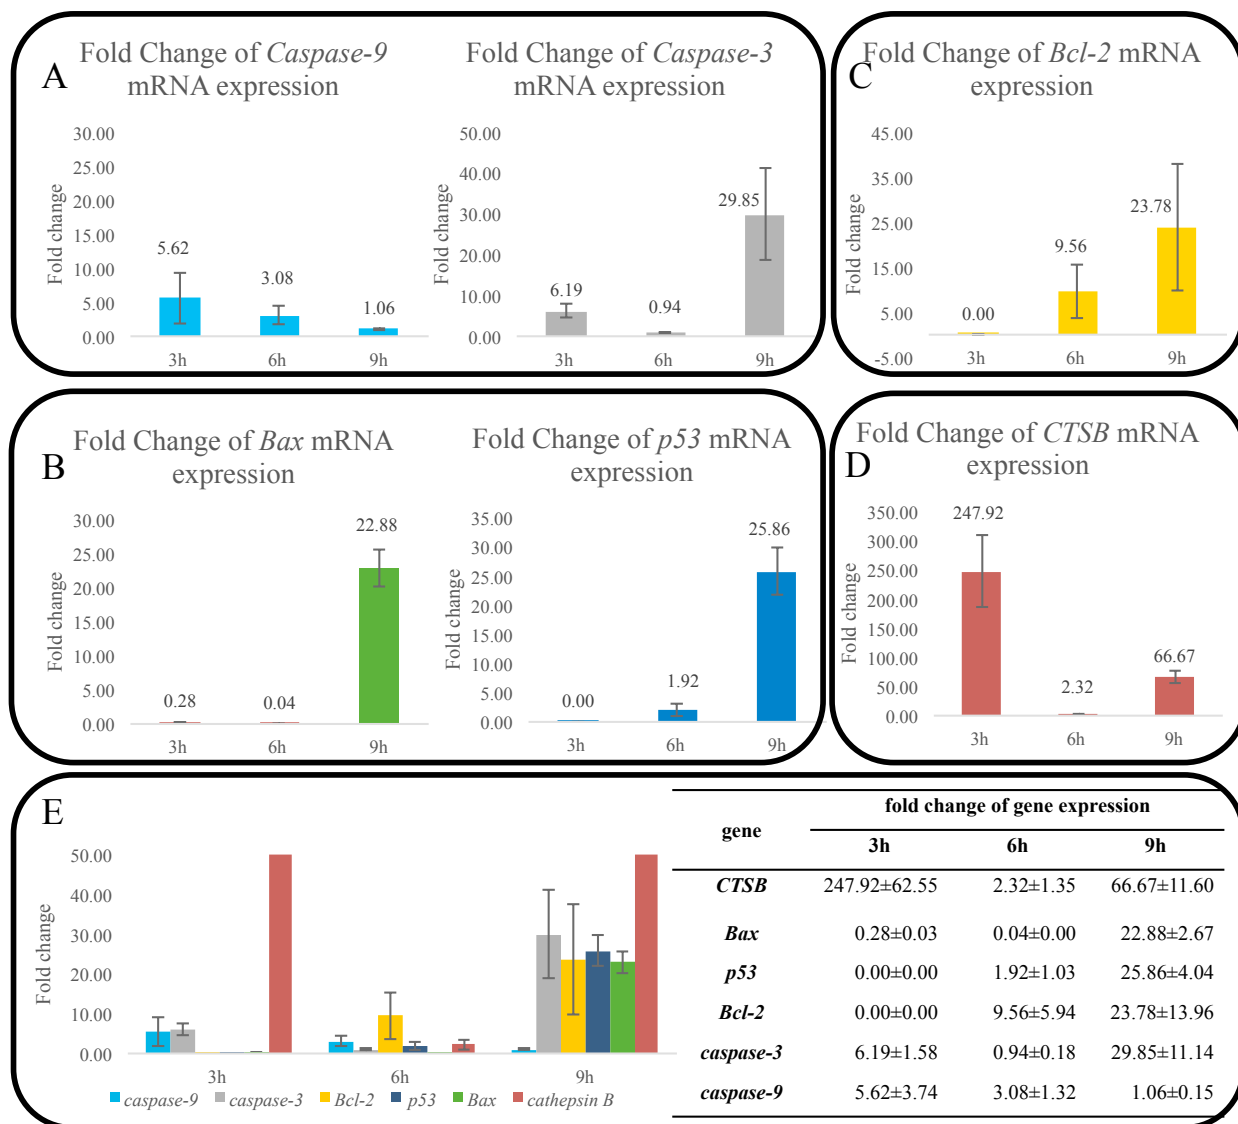 A
Fold Change of Caspase-9
mRNA expression
Fold change
30.00
25.00
20.00
15.00
10.00
5.00
0.00
5.62
3.08
1.06
3h
6h
9h
Fold Change of Caspase-3
mRNA expression
Fold change
50.00
40.00
30.00
20.00
10.00
0.00
6.19
0.94
29.85
3h
6h
9h
C
Fold Change of Bcl-2 mRNA
expression
Fold change
45.00
35.00
25.00
15.00
5.00
-5.00
0.00
9.56
23.78
3h
6h
9h
B
Fold Change of Bax mRNA
expression
Fold change
30.00
25.00
20.00
15.00
10.00
5.00
0.00
0.28
0.04
22.88
3h
6h
9h
Fold Change of p53 mRNA
expression
Fold change
35.00
30.00
25.00
20.00
15.00
10.00
5.00
0.00
0.00
1.92
25.86
3h
6h
9h
D
Fold Change of CTSB mRNA
expression
Fold change
350.00
300.00
250.00
200.00
150.00
100.00
50.00
0.00
247.92
2.32
66.67
3h
6h
9h
E
Fold change
50.00
40.00
30.00
20.00
10.00
0.00
3h
6h
9h
caspase-9 caspase-3 Bcl-2 p53 Bax cathepsin B
gene fold change of gene expression
3h 6h 9h
CTSB 247.92±62.55 2.32±1.35 66.67±11.60
Bax 0.28±0.03 0.04±0.00 22.88±2.67
p53 0.00±0.00 1.92±1.03 25.86±4.04
Bcl-2 0.00±0.00 9.56±5.94 23.78±13.96
caspase-3 6.19±1.58 0.94±0.18 29.85±11.14
caspase-9 5.62±3.74 3.08±1.32 1.06±0.15